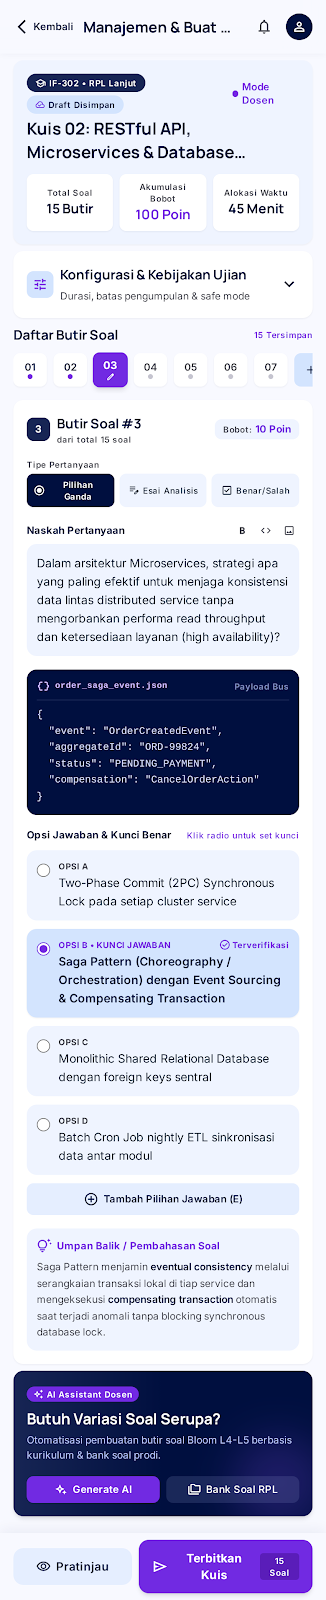 Kembali
Manajemen & Buat ...
IF-302 • RPL Lanjut
Mode
Dosen
Draft Disimpan
Kuis 02: RESTful API,
Microservices & Database...
Total Soal
15 Butir
Akumulasi
Bobot
100 Poin
Alokasi Waktu
45 Menit
Konfigurasi & Kebijakan Ujian
Durasi, batas pengumpulan & safe mode
Daftar Butir Soal
15 Tersimpan
01
02
03
04
05
06
07
+
3
Butir Soal #3
dari total 15 soal
Bobot: 10 Poin
Tipe Pertanyaan
Pilihan
Ganda
Esai Analisis
Benar/Salah
Naskah Pertanyaan
B
Dalam arsitektur Microservices, strategi apa
yang paling efektif untuk menjaga konsistensi
data lintas distributed service tanpa
mengorbankan performa read throughput
dan ketersediaan layanan (high availability)?
{} order_saga_event.json
Payload Bus
{
"event": "OrderCreatedEvent",
"aggregateId": "ORD-99824",
"status": "PENDING_PAYMENT",
"compensation": "CancelOrderAction"
}
Opsi Jawaban & Kunci Benar
Klik radio untuk set kunci
OPSI A
Two-Phase Commit (2PC) Synchronous
Lock pada setiap cluster service
OPSI B • KUNCI JAWABAN
Terverifikasi
Saga Pattern (Choreography /
Orchestration) dengan Event Sourcing
& Compensating Transaction
OPSI C
Monolithic Shared Relational Database
dengan foreign keys sentral
OPSI D
Batch Cron Job nightly ETL sinkronisasi
data antar modul
Tambah Pilihan Jawaban (E)
Umpan Balik / Pembahasan Soal
Saga Pattern menjamin eventual consistency melalui
serangkaian transaksi lokal di tiap service dan
mengeksekusi compensating transaction otomatis
saat terjadi anomali tanpa blocking synchronous
database lock.
AI Assistant Dosen
Butuh Variasi Soal Serupa?
Otomatisasi pembuatan butir soal Bloom L4-L5 berbasis
kurikulum & bank soal prodi.
Generate AI
Bank Soal RPL
Pratinjau
Terbitkan
Kuis
15
Soal